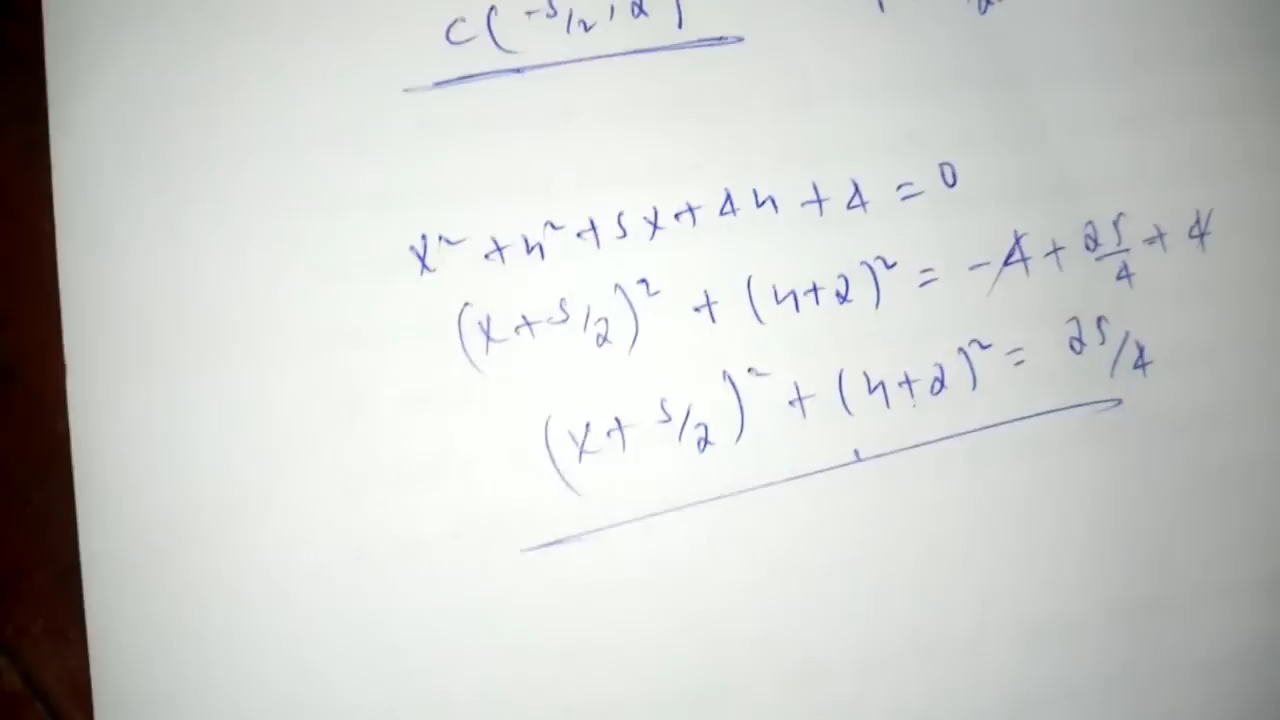 C(-5/2, 2)
x² + y² + 5x + 4y + 4 = 0
(x + 5/2)² + (y + 2)² = -4 + 25/4 + 4
(x + 5/2)² + (y + 2)² = 25/4